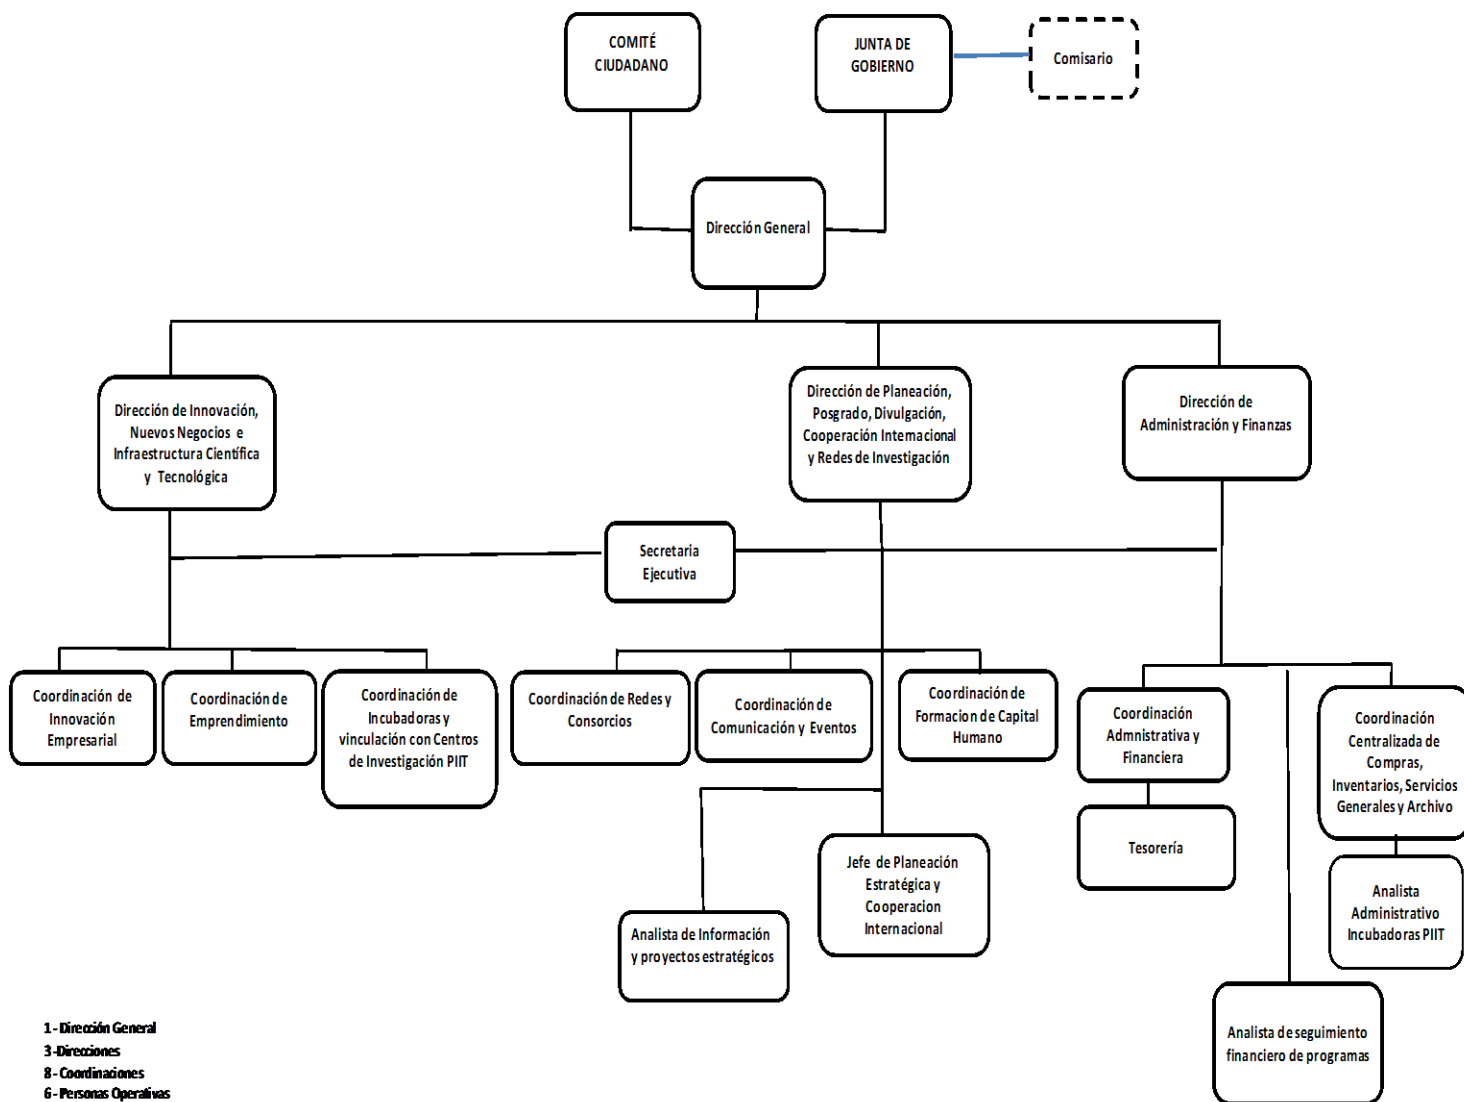 COMITÉ
CIUDADANO
JUNTA DE
GOBIERNO
Comisario
Dirección General
Dirección de Innovación,
Nuevos Negocios e
Infraestructura Científica
y Tecnológica
Dirección de Planeación,
Posgrado, Divulgación,
Cooperación Internacional
y Redes de Investigación
Dirección de
Administración y Finanzas
Secretaria
Ejecutiva
Coordinación de
Innovación
Empresarial
Coordinación de
Emprendimiento
Coordinación de
Incubadoras y
vinculación con Centros
de Investigación PIIT
Coordinación de Redes y
Consorcios
Coordinación de
Comunicación y Eventos
Coordinación de
Formacion de Capital
Humano
Coordinación
Admnistrativa y
Financiera
Coordinación
Centralizada de
Compras,
Inventarios, Servicios
Generales y Archivo
Tesorería
Jefe de Planeación
Estratégica y
Cooperacion
Internacional
Analista de Información
y proyectos estratégicos
Analista
Administrativo
Incubadoras PIIT
Analista de seguimiento
financiero de programas
1 - Dirección General
3 -Direcciones
8 - Coordinaciones
6 - Personas Operativas